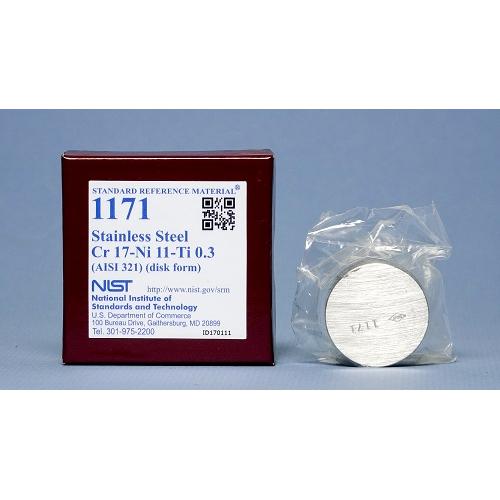 STANDARD REFERENCE MATERIAL®
1171
Stainless Steel
Cr 17-Ni 11-Ti 0.3
(AISI 321) (disk form)
NIST http://www.nist.gov/srm
National Institute of
Standards and Technology
U.S. Department of Commerce
100 Bureau Drive, Gaithersburg, MD 20899
Tel. 301-975-2200 ID170111
1171